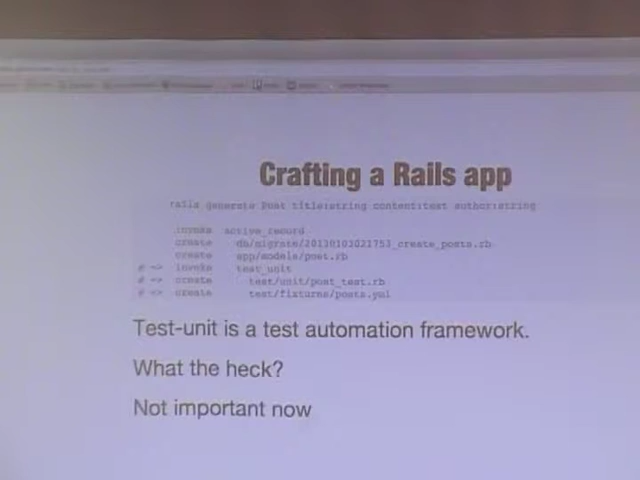 Crafting a Rails app
rails generate Post title:string content:text author:string
invoke active_record
create db/migrate/20130103021753_create_posts.rb
create app/models/post.rb
# => invoke test_unit
# => create test/unit/post_test.rb
# => create test/fixtures/posts.yml
Test-unit is a test automation framework.
What the heck?
Not important now